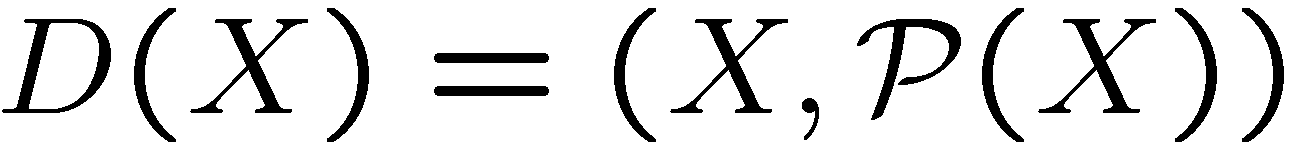 D(X) = (X, 𝒫(X))